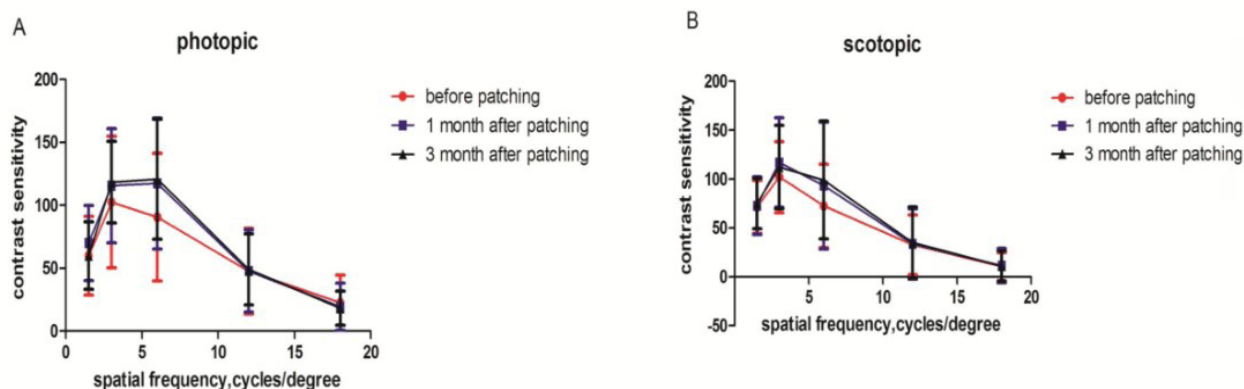 A
photopic
200
150
100
50
0
0 5 10 15 20
contrast sensitivity
spatial frequency,cycles/degree
before patching
1 month after patching
3 month after patching
B
scotopic
200
150
100
50
0
-50
5 10 15 20
contrast sensitivity
spatial frequency,cycles/degree
before patching
1 month after patching
3 month after patching